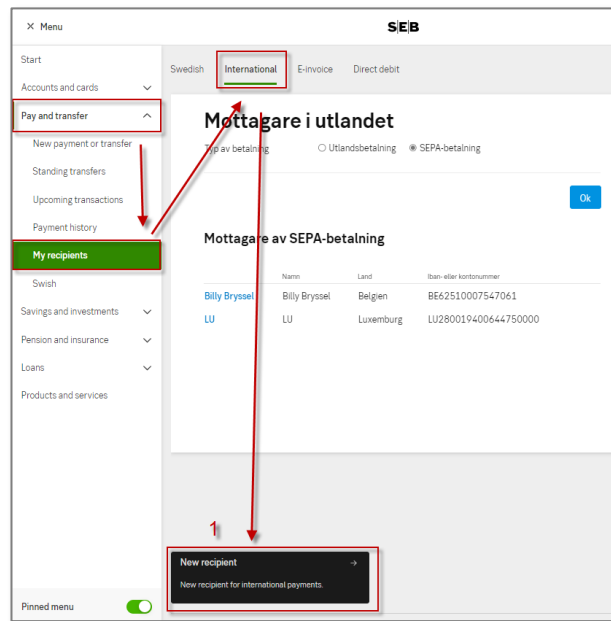 × Menu
SEB
Start
Accounts and cards
Pay and transfer
New payment or transfer
Standing transfers
Upcoming transactions
Payment history
My recipients
Swish
Savings and investments
Pension and insurance
Loans
Products and services
Pinned menu
Swedish International E-invoice Direct debit
Mottagare i utlandet
Typ av betalning Utlandsbetalning SEPA-betalning
Ok
Mottagare av SEPA-betalning
Namn Land Iban- eller kontonummer
Billy Bryssel Billy Bryssel Belgien BE62510007547061
LU LU Luxemburg LU280019400644750000
1
New recipient →
New recipient for international payments.